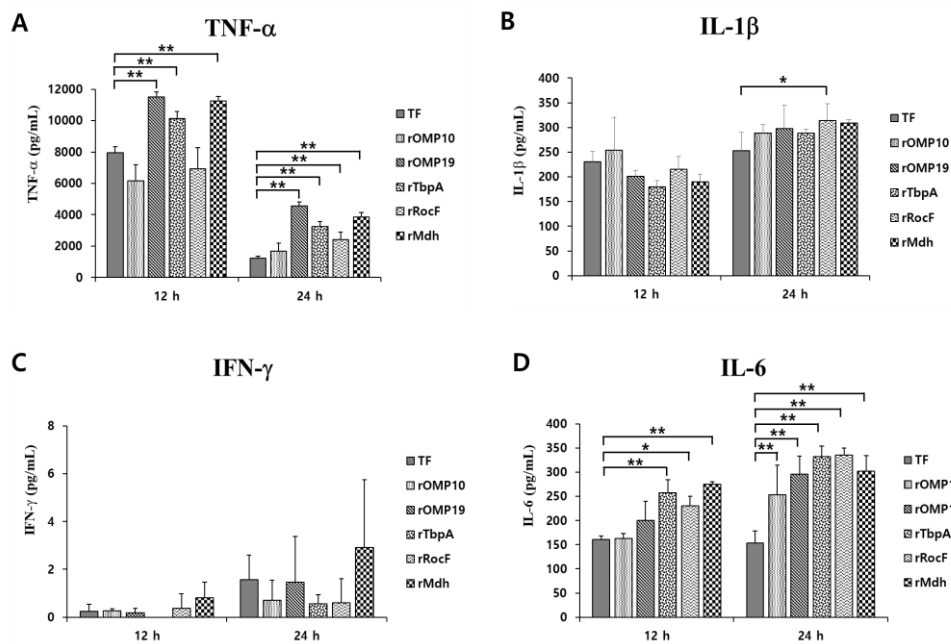 A
TNF-α
TNF-α (pg/mL)
12000
10000
8000
6000
4000
2000
0
**
**
**
**
**
**
**
12 h
24 h
TF
rOMP10
rOMP19
rTbpA
rRocF
rMdh
B
IL-1β
IL-1β (pg/mL)
400
350
300
250
200
150
100
50
0
*
12 h
24 h
TF
rOMP10
rOMP19
rTbpA
rRocF
rMdh
C
IFN-γ
IFN-γ (pg/mL)
8
6
4
2
0
12 h
24 h
TF
rOMP10
rOMP19
rTbpA
rRocF
rMdh
D
IL-6
IL-6 (pg/mL)
400
350
300
250
200
150
100
50
0
**
*
**
**
**
**
**
**
12 h
24 h
TF
rOMP1
rOMP1
rTbpA
rRocF
rMdh